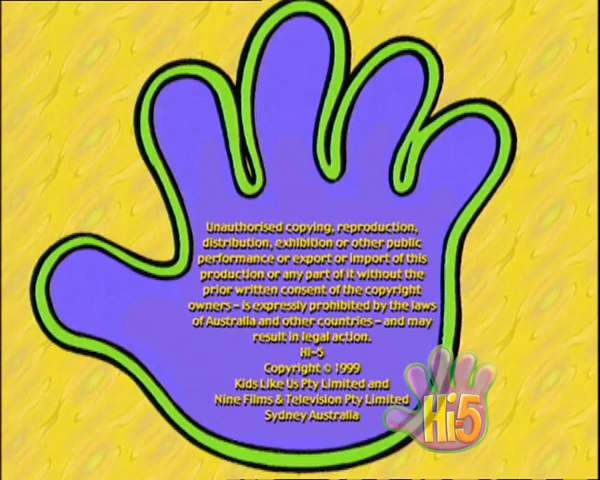 Unauthorised copying, reproduction,
distribution, exhibition or other public
performance or export or import of this
production or any part of it without the
prior written consent of the copyright
owners – is expressly prohibited by the laws
of Australia and other countries – and may
result in legal action.
Hi-5
Copyright © 1999
Kids Like Us Pty Limited and
Nine Films & Television Pty Limited
Sydney Australia
Hi-5